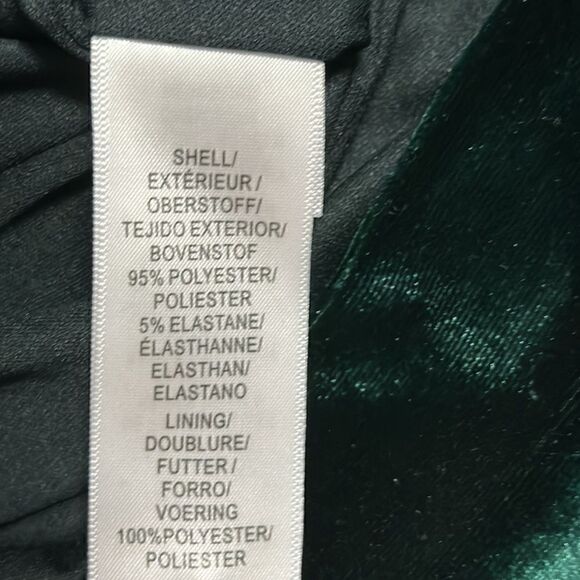 SHELL/
EXTÉRIEUR/
OBERSTOFF/
TEJIDO EXTERIOR/
BOVENSTOF
95% POLYESTER/
POLIESTER
5% ELASTANE/
ÉLASTHANNE/
ELASTHAN/
ELASTANO
LINING/
DOUBLURE/
FUTTER/
FORRO/
VOERING
100%POLYESTER/
POLIESTER